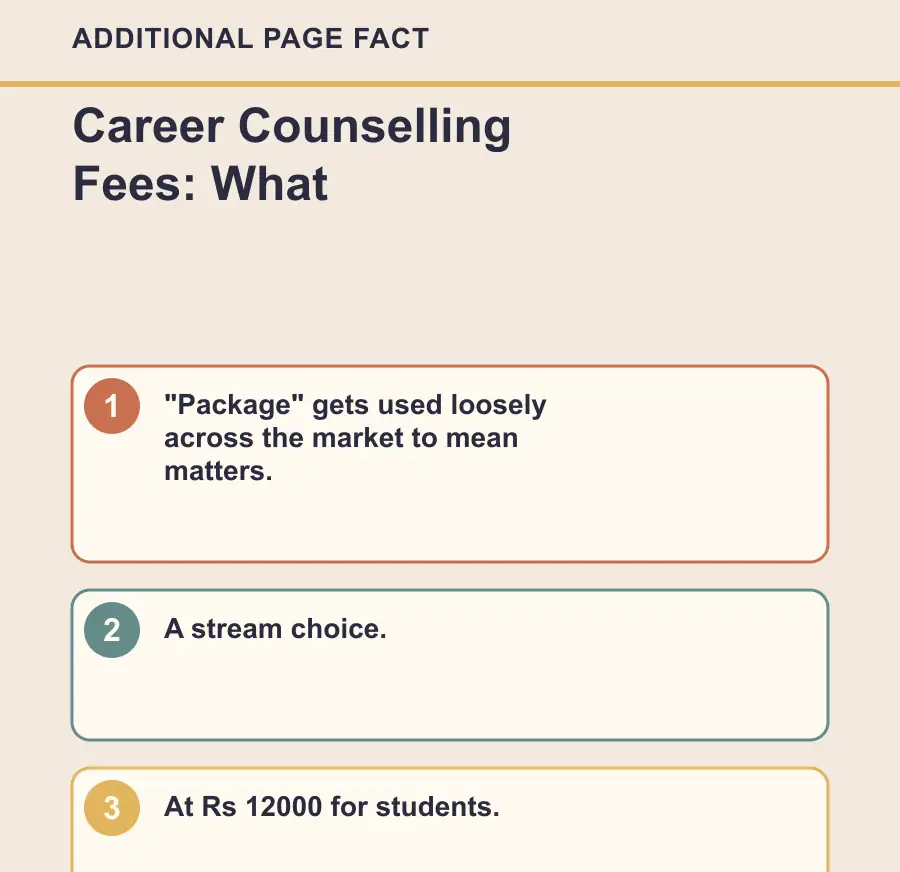 ADDITIONAL PAGE FACT
Career Counselling
Fees: What
1
"Package" gets used loosely
across the market to mean
matters.
2
A stream choice.
3
At Rs 12000 for students.